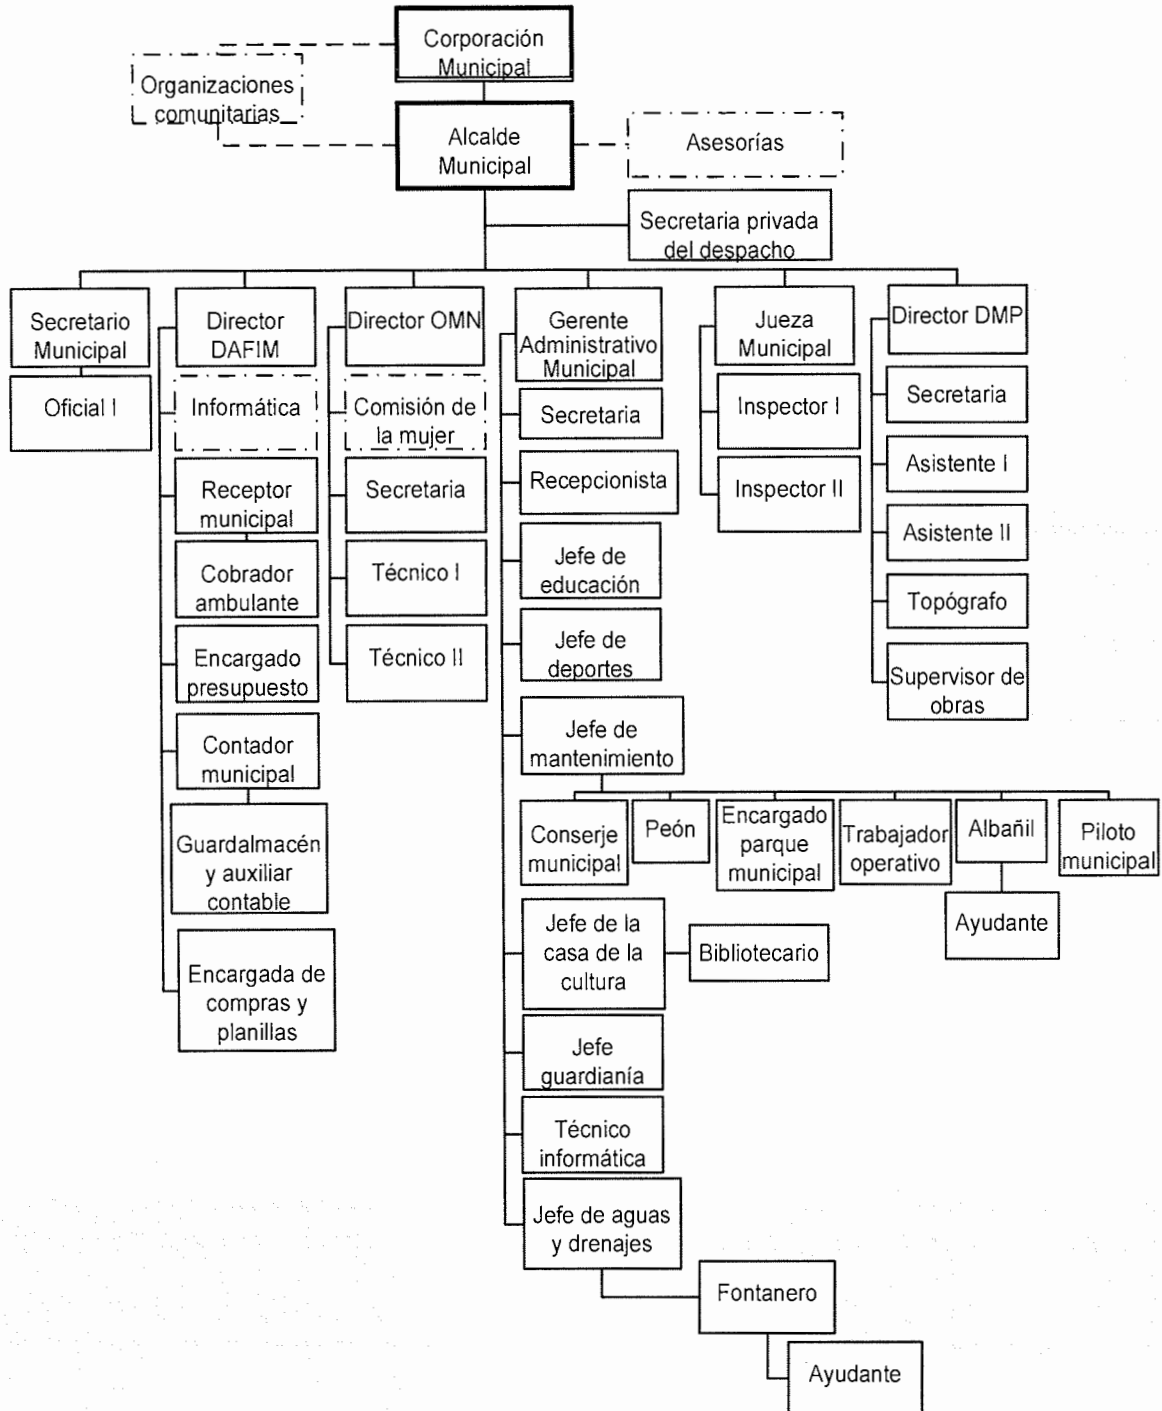 Corporación
Municipal
Organizaciones
comunitarias
Alcalde
Municipal
Asesorías
Secretaria privada
del despacho
Secretario
Municipal
Oficial I
Director
DAFIM
Informática
Receptor
municipal
Cobrador
ambulante
Encargado
presupuesto
Contador
municipal
Guardalmacén
y auxiliar
contable
Encargada de
compras y
planillas
Director OMN
Comisión de
la mujer
Secretaria
Técnico I
Técnico II
Gerente
Administrativo
Municipal
Secretaria
Recepcionista
Jefe de
educación
Jefe de
deportes
Jefe de
mantenimiento
Conserje
municipal
Peón
Encargado
parque
municipal
Trabajador
operativo
Albañil
Ayudante
Piloto
municipal
Jefe de la
casa de la
cultura
Bibliotecario
Jefe
guardianía
Técnico
informática
Jefe de aguas
y drenajes
Fontanero
Ayudante
Jueza
Municipal
Inspector I
Inspector II
Director DMP
Secretaria
Asistente I
Asistente II
Topógrafo
Supervisor de
obras